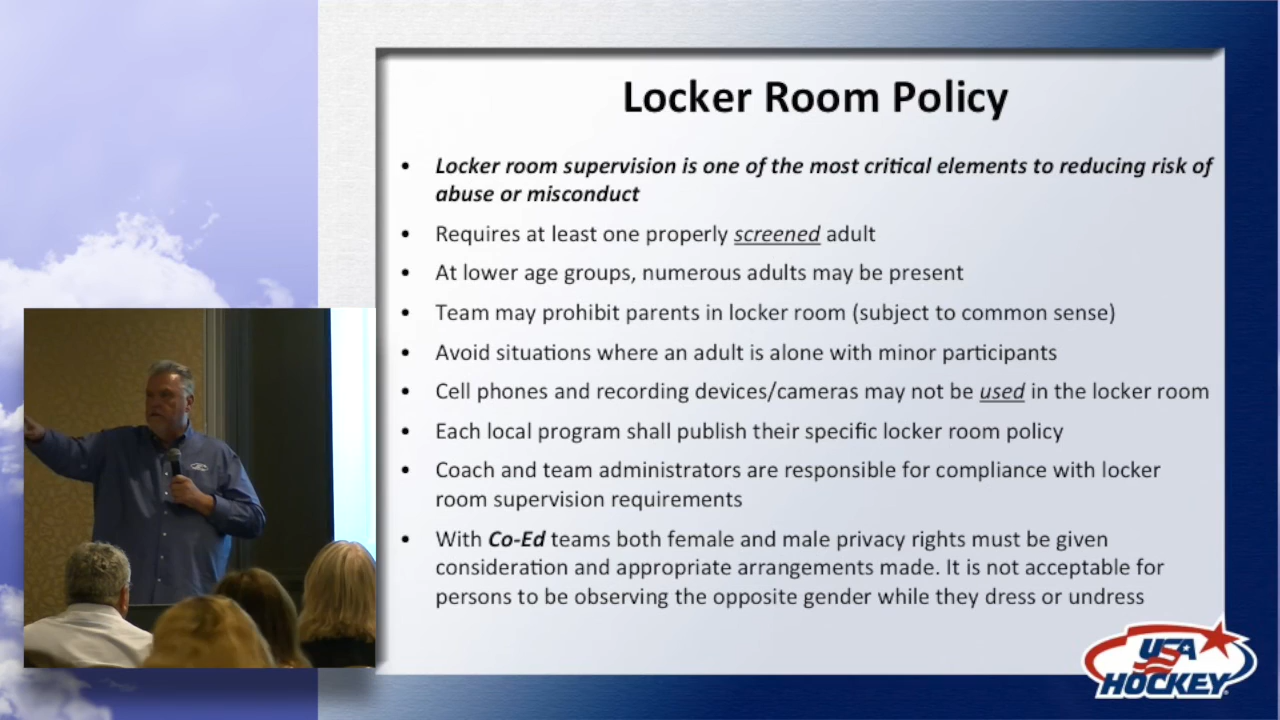 Locker Room Policy
• Locker room supervision is one of the most critical elements to reducing risk of
abuse or misconduct
• Requires at least one properly screened adult
• At lower age groups, numerous adults may be present
• Team may prohibit parents in locker room (subject to common sense)
• Avoid situations where an adult is alone with minor participants
• Cell phones and recording devices/cameras may not be used in the locker room
• Each local program shall publish their specific locker room policy
• Coach and team administrators are responsible for compliance with locker
room supervision requirements
• With Co-Ed teams both female and male privacy rights must be given
consideration and appropriate arrangements made. It is not acceptable for
persons to be observing the opposite gender while they dress or undress
USA
HOCKEY